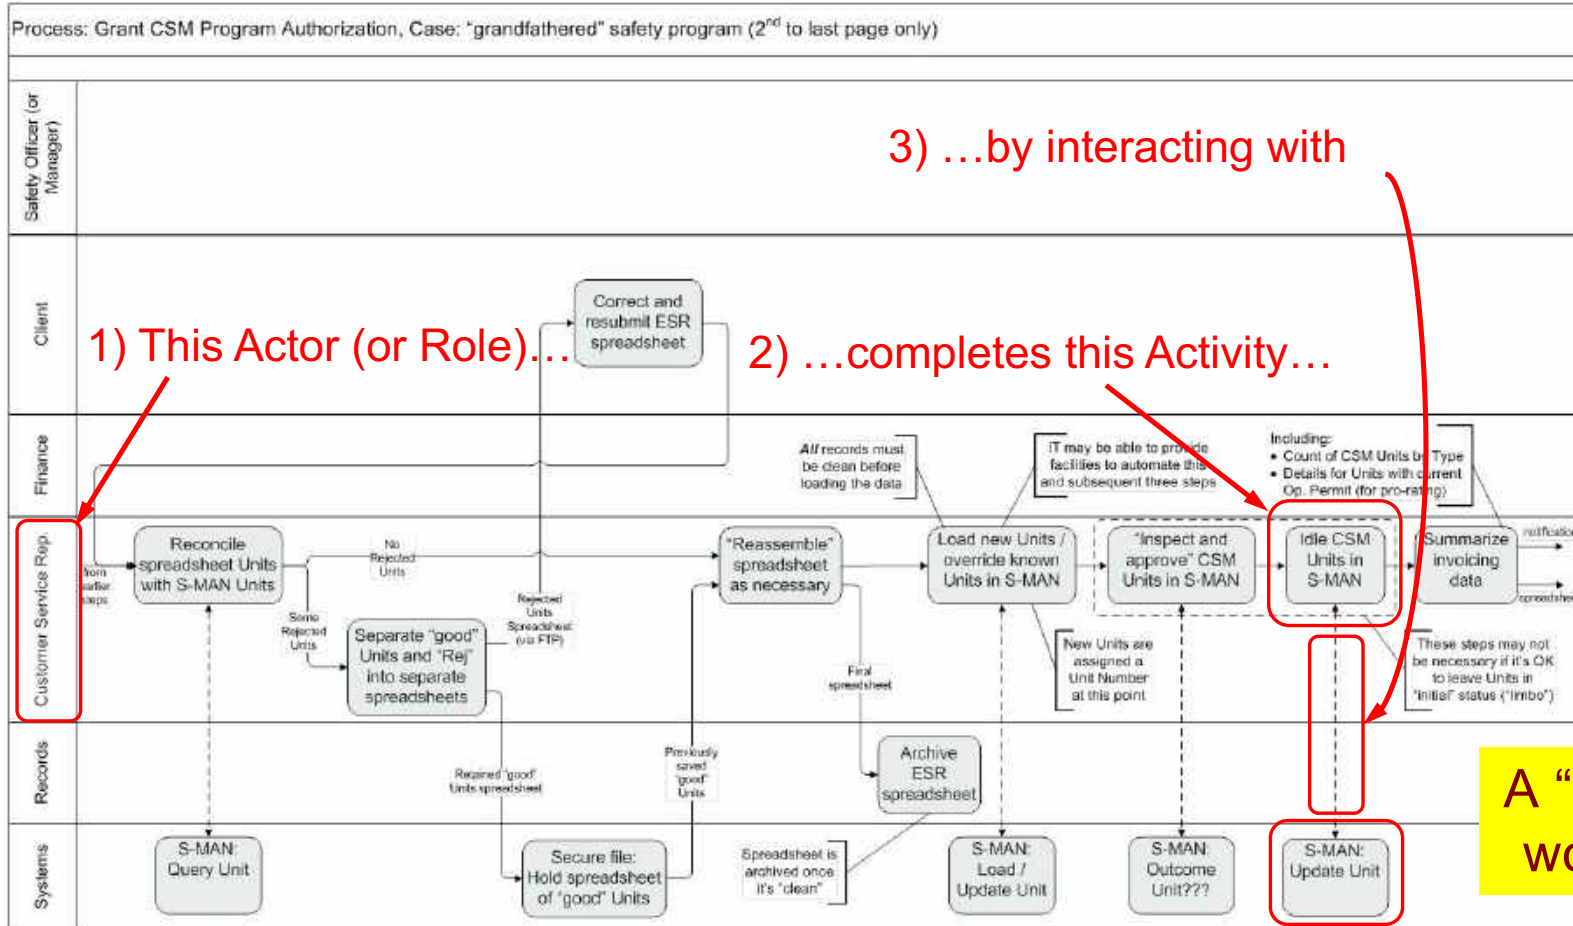 Process: Grant CSM Program Authorization, Case: "grandfathered" safety program (2nd to last page only)
Safety Officer (or
Manager)
3) …by interacting with
Client
Correct and
resubmit ESR
spreadsheet
1) This Actor (or Role)…
2) …completes this Activity…
Finance
All records must
be clean before
loading the data
IT may be able to provide
facilities to automate this
and subsequent three steps
Including:
• Count of CSM Units by Type
• Details for Units with current
Op. Permit (for pro-rating)
Customer Service Rep.
from
earlier
steps
Reconcile
spreadsheet Units
with S-MAN Units
No
Rejected
Units
Some
Rejected
Units
Separate "good"
Units and "Rej"
into separate
spreadsheets
Rejected
Units
Spreadsheet
(via FTP)
"Reassemble"
spreadsheet
as necessary
Final
spreadsheet
Load new Units /
override known
Units in S-MAN
New Units are
assigned a
Unit Number
at this point
"Inspect and
approve" CSM
Units in S-MAN
Idle CSM
Units in
S-MAN
Summarize
invoicing
data
notification
spreadsheet
These steps may not
be necessary if it's OK
to leave Units in
"initial" status ("limbo")
Records
Retained "good"
Units spreadsheet
Previously
saved
"good"
Units
Archive
ESR
spreadsheet
A "
wo
Systems
S-MAN:
Query Unit
Secure file:
Hold spreadsheet
of "good" Units
Spreadsheet is
archived once
it's "clean"
S-MAN:
Load /
Update Unit
S-MAN:
Outcome
Unit???
S-MAN:
Update Unit